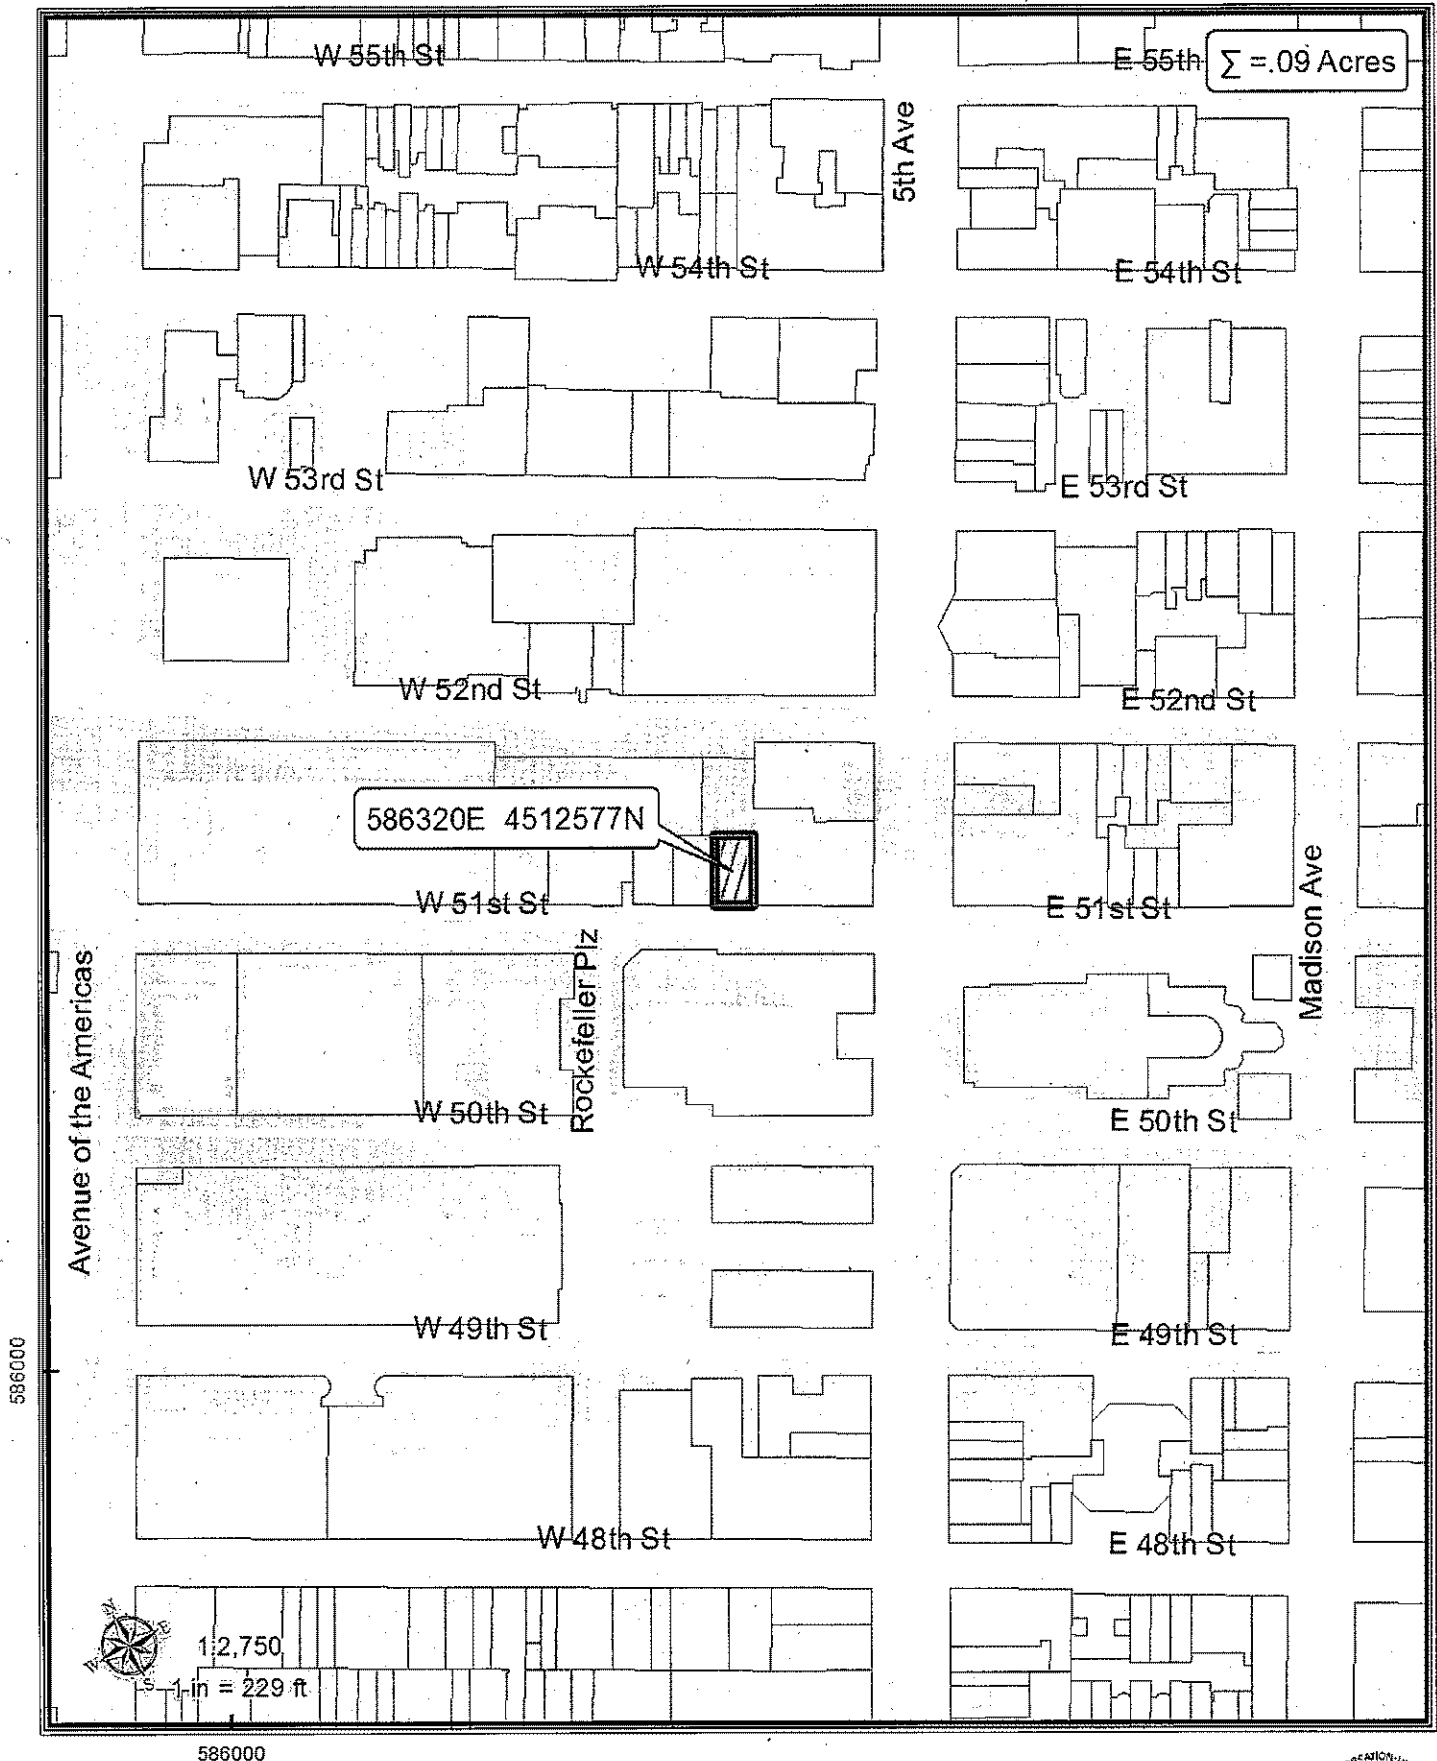 W 55th St
E 55th
Σ =.09 Acres
5th Ave
W 54th St
E 54th St
W 53rd St
E 53rd St
W 52nd St
E 52nd St
586320E 4512577N
W 51st St
E 51st St
Madison Ave
Avenue of the Americas
Rockefeller Plz
W 50th St
E 50th St
W 49th St
E 49th St
586000
W 48th St
E 48th St
1:2,750
1 in = 229 ft
586000